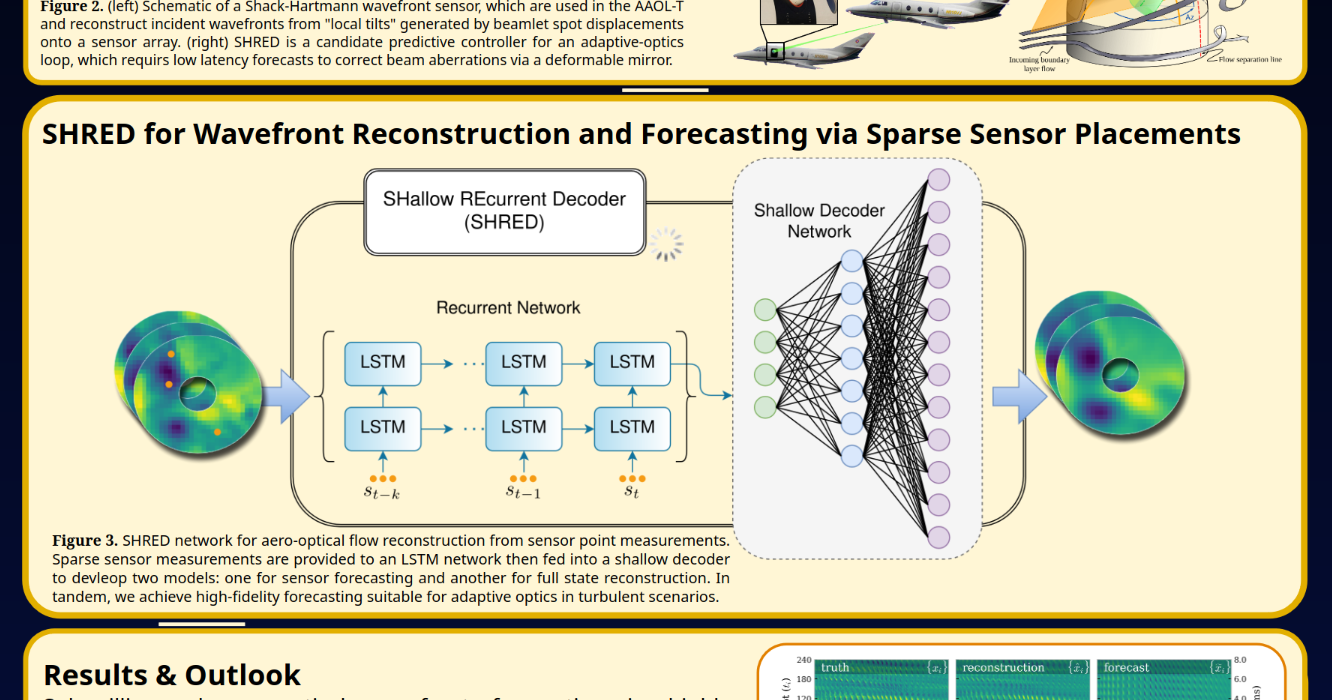 Figure 2. (left) Schematic of a Shack-Hartmann wavefront sensor, which are used in the AAOL-T
and reconstruct incident wavefronts from "local tilts" generated by beamlet spot displacements
onto a sensor array. (right) SHRED is a candidate predictive controller for an adaptive-optics
loop, which requirs low latency forecasts to correct beam aberrations via a deformable mirror.
Az
Incoming boundary
layer flow
Flow separation line
SHRED for Wavefront Reconstruction and Forecasting via Sparse Sensor Placements
SHallow REcurrent Decoder
(SHRED)
Shallow Decoder
Network
Recurrent Network
LSTM ... LSTM LSTM
LSTM ... LSTM LSTM
s_{t-k} s_{t-1} s_t
Figure 3. SHRED network for aero-optical flow reconstruction from sensor point measurements.
Sparse sensor measurements are provided to an LSTM network then fed into a shallow decoder
to devleop two models: one for sensor forecasting and another for full state reconstruction. In
tandem, we achieve high-fidelity forecasting suitable for adaptive optics in turbulent scenarios.
Results & Outlook
240 truth {x_i} reconstruction {x̂_i} forecast {x̃_i} 8.0
180 6.0
120